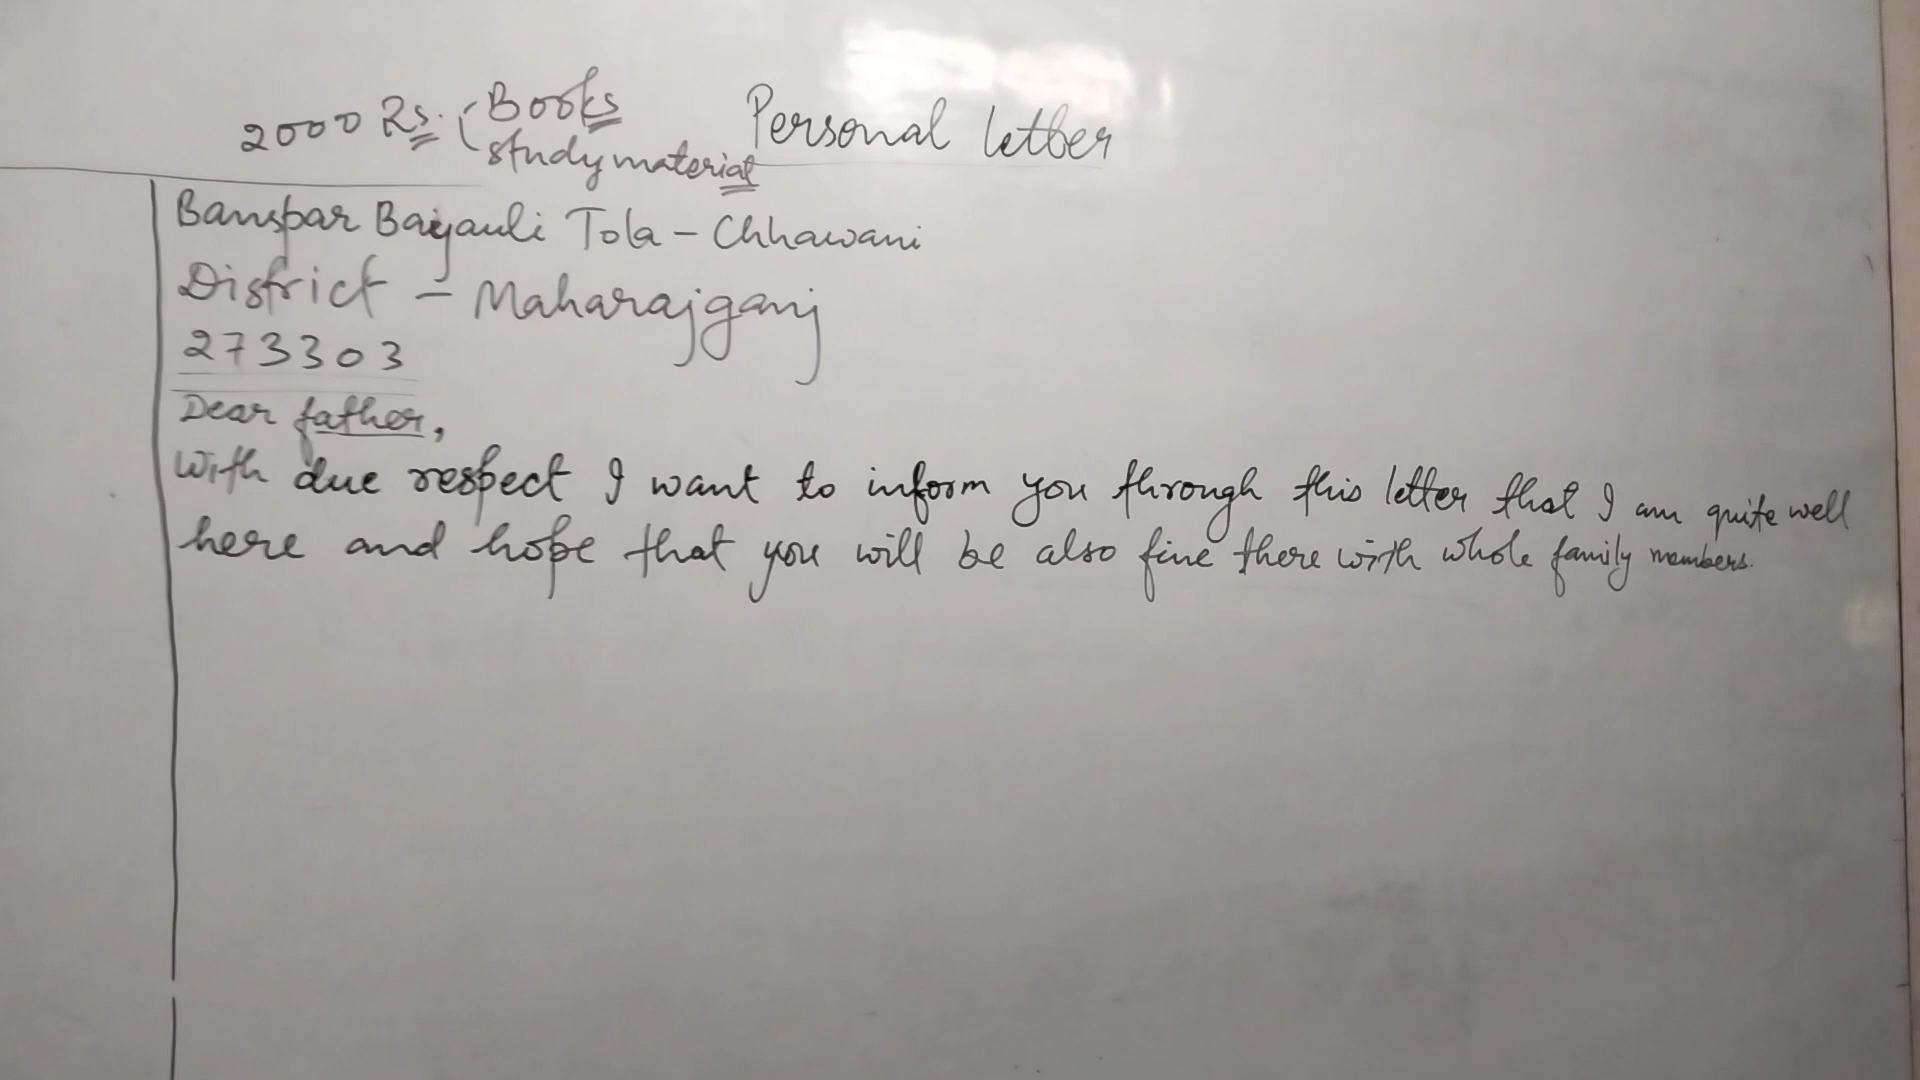 Personal letter
2000 Rs. ( Books
study material
Banspar Baijauli Tola - Chhawani
District - Maharajganj
273303
Dear father,
With due respect I want to inform you through this letter that I am quite well
here and hope that you will be also fine there with whole family members.